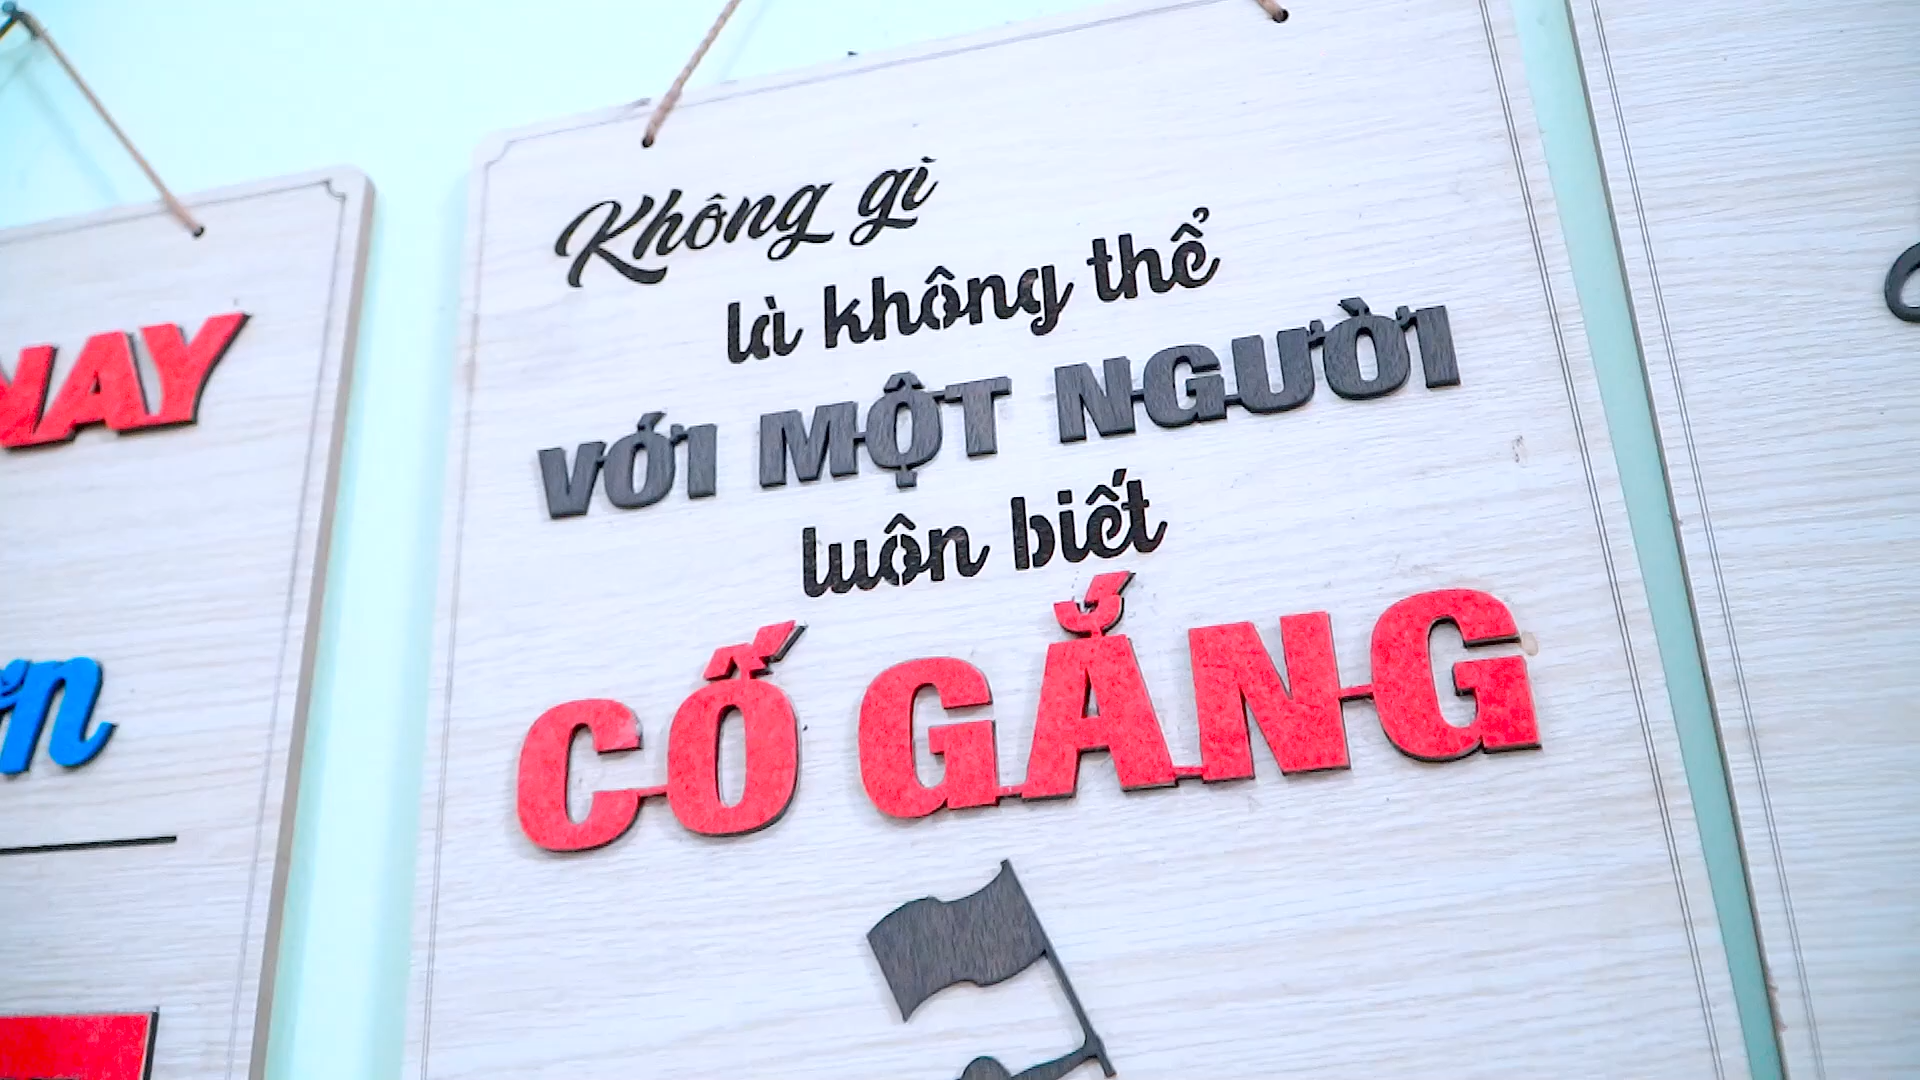 NAY
Không gì
là không thể
VỚI MỘT NGƯỜI
luôn biết
CỐ GẮNG